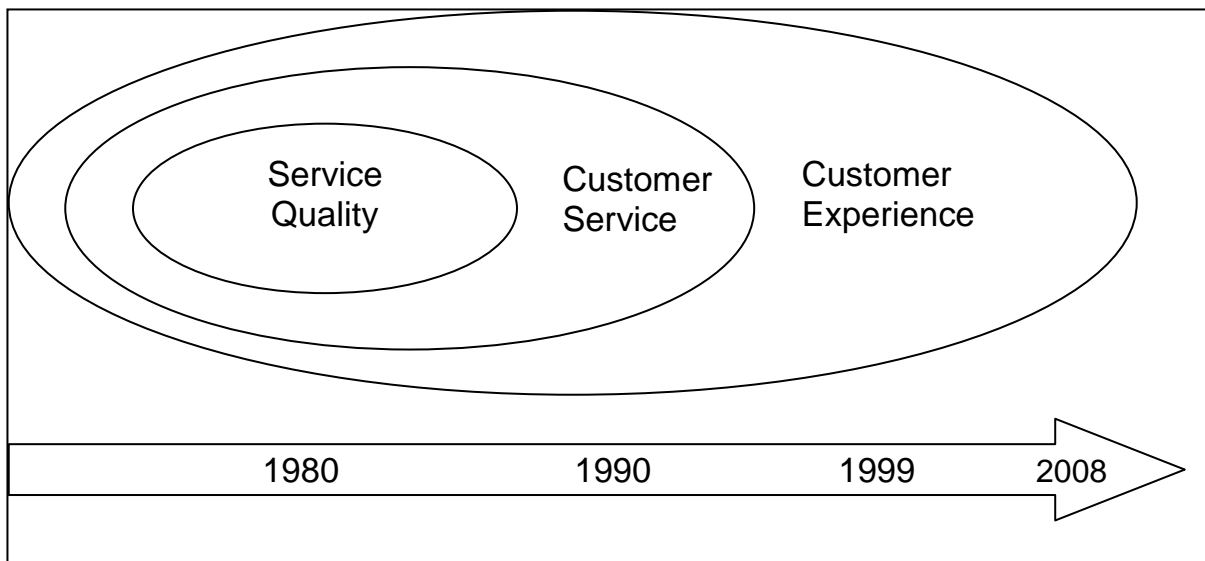 Service
Quality
Customer
Service
Customer
Experience
1980 1990 1999 2008